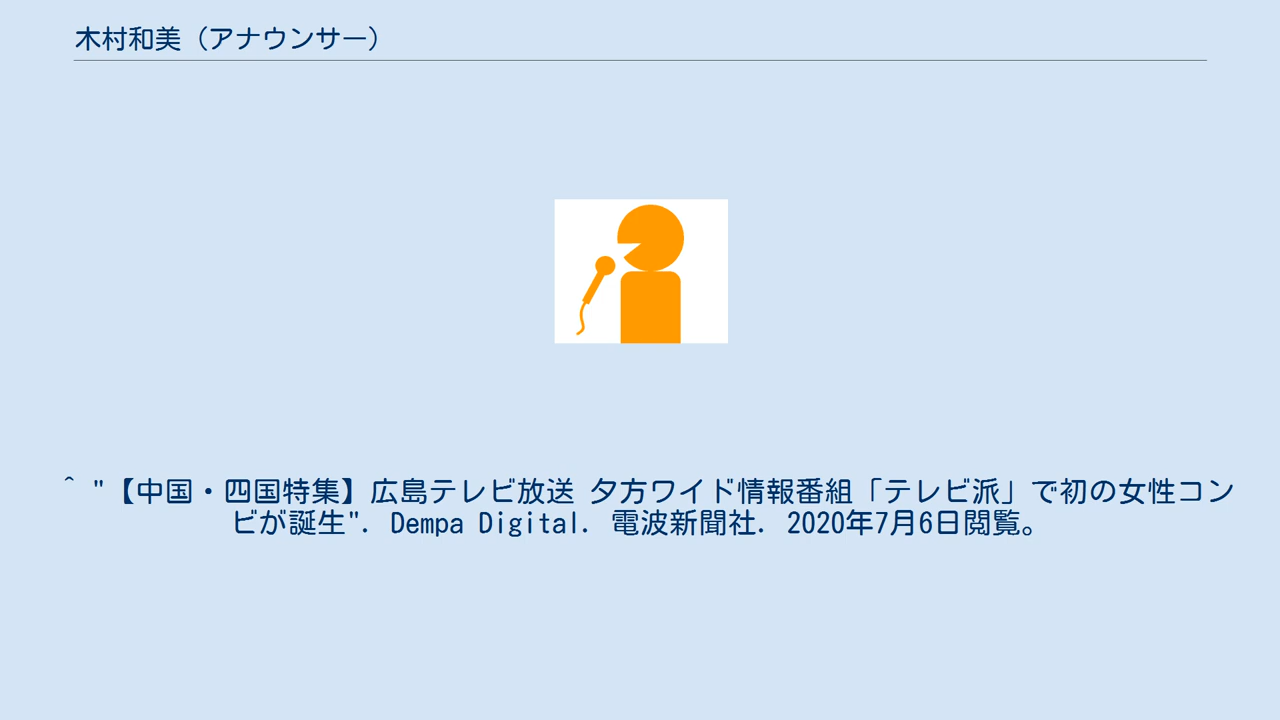 木村和美（アナウンサー）
^ "【中国・四国特集】広島テレビ放送 夕方ワイド情報番組「テレビ派」で初の女性コン
ビが誕生". Dempa Digital. 電波新聞社. 2020年7月6日閲覧。